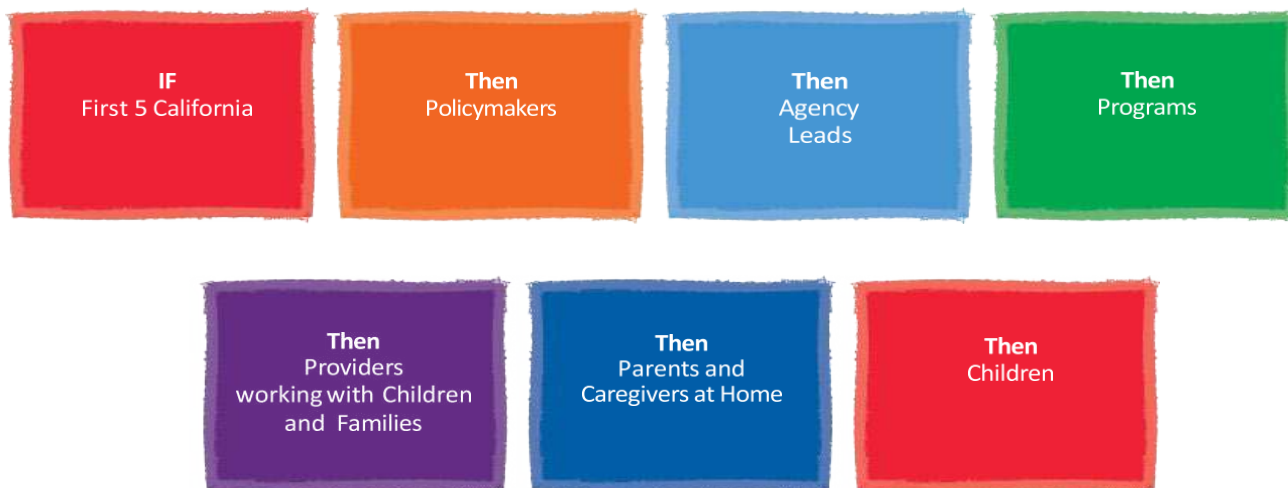 IF
First 5 California
Then
Policymakers
Then
Agency
Leads
Then
Programs
Then
Providers
working with Children
and Families
Then
Parents and
Caregivers at Home
Then
Children